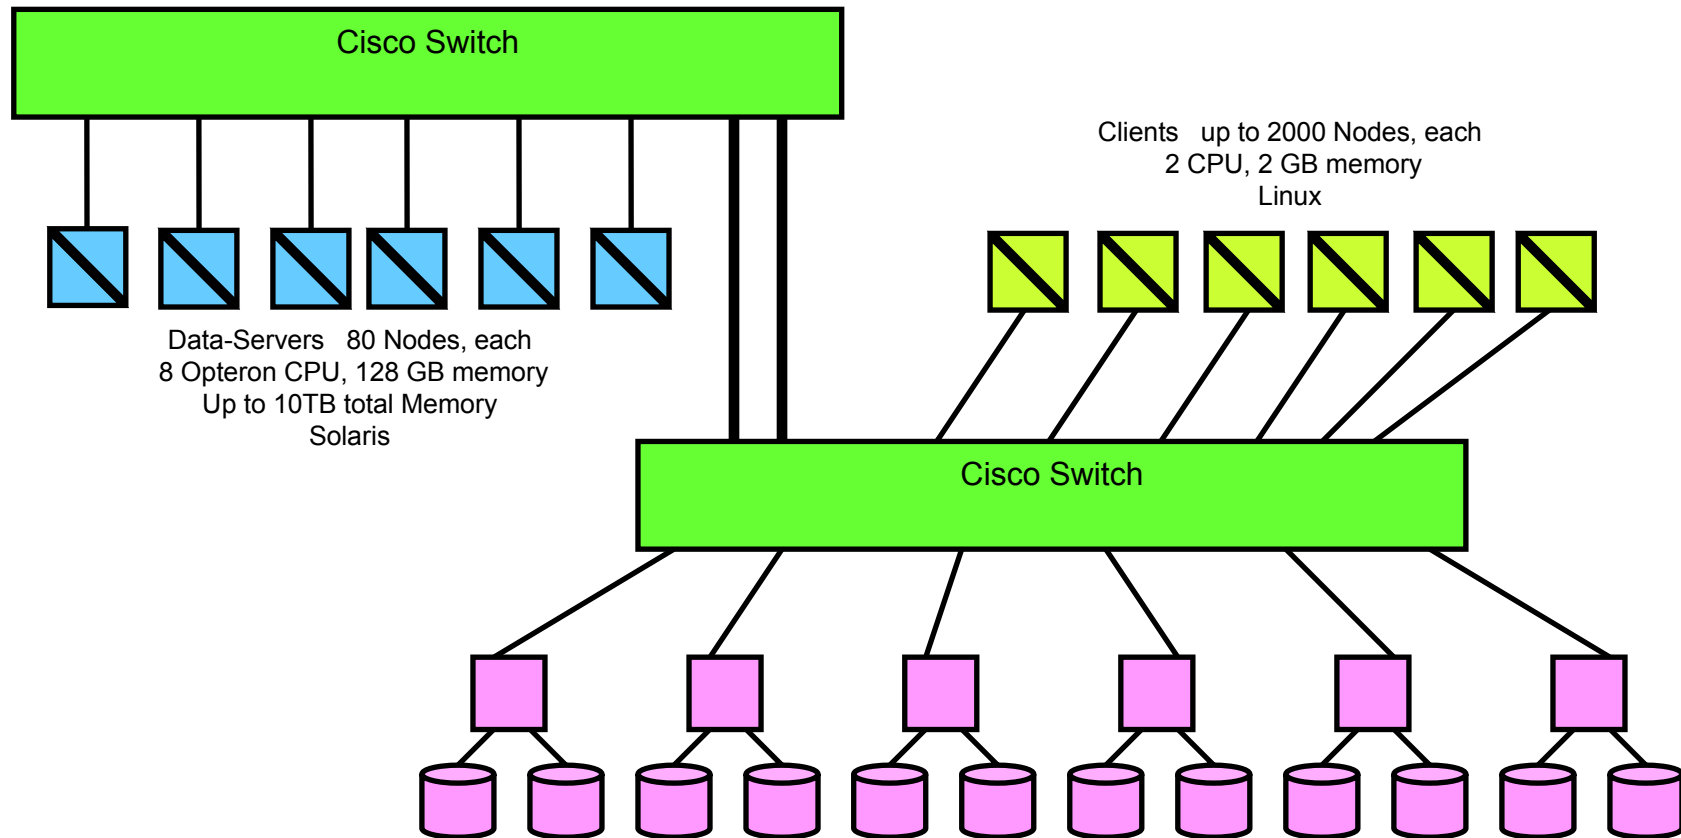 Cisco Switch
Clients up to 2000 Nodes, each
2 CPU, 2 GB memory
Linux
Data-Servers 80 Nodes, each
8 Opteron CPU, 128 GB memory
Up to 10TB total Memory
Solaris
Cisco Switch